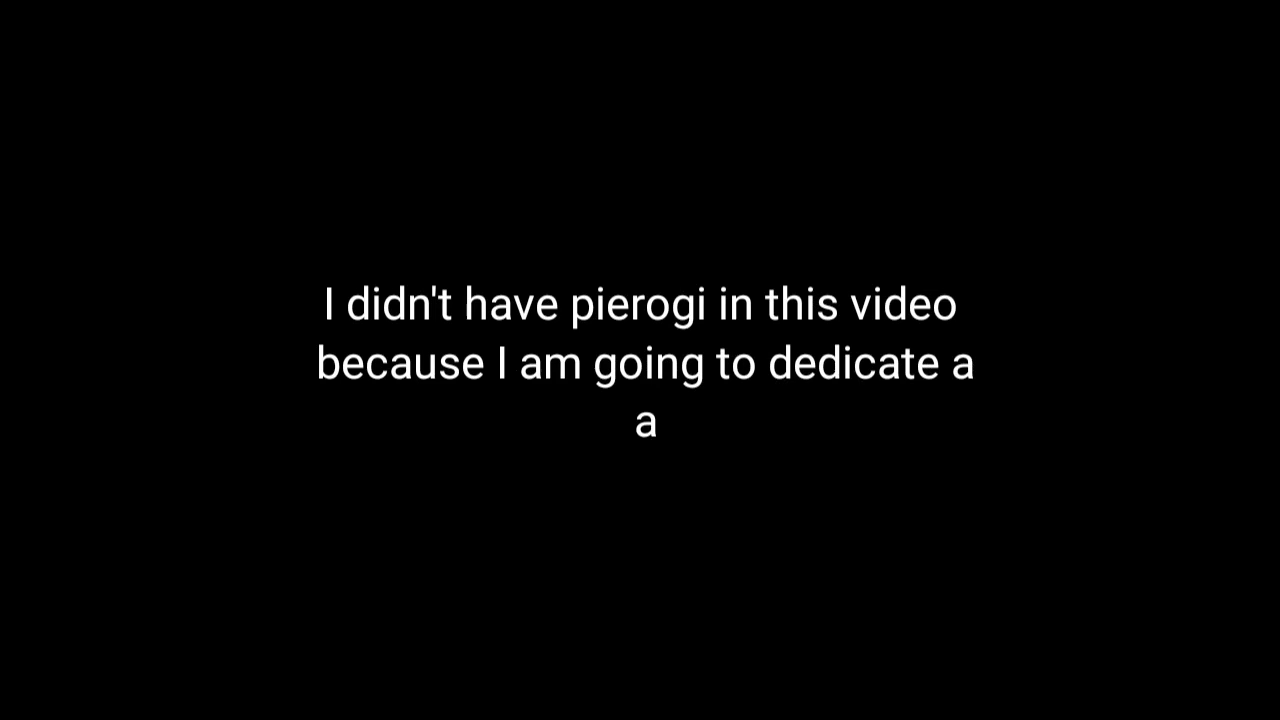 I didn't have pierogi in this video
because I am going to dedicate a
a